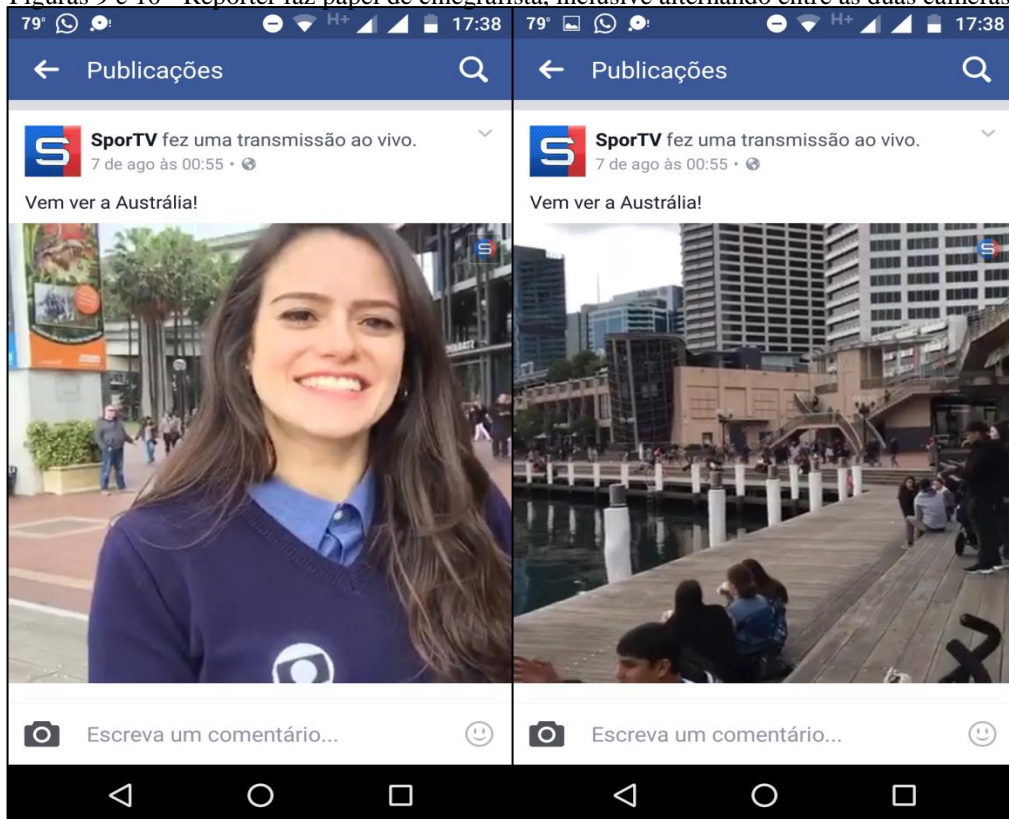 Figuras 9 e 10 - Repórter faz papel de cinegrafista, inclusive alternando entre as duas câmeras
79° H+ 17:38
Publicações
SporTV fez uma transmissão ao vivo.
7 de ago às 00:55
Vem ver a Austrália!
S
Escreva um comentário...
79° H+ 17:38
Publicações
SporTV fez uma transmissão ao vivo.
7 de ago às 00:55
Vem ver a Austrália!
S
Escreva um comentário...